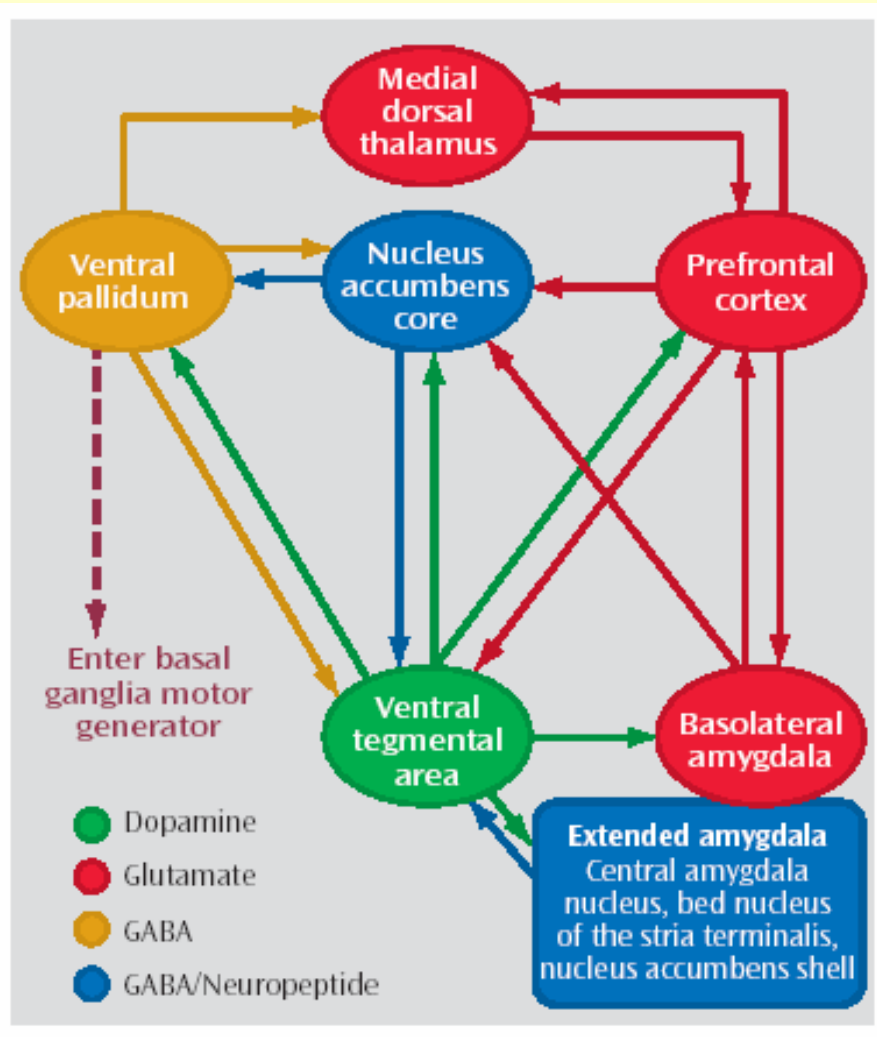 Medial
dorsal
thalamus
Ventral
pallidum
Nucleus
accumbens
core
Prefrontal
cortex
Enter basal
ganglia motor
generator
Ventral
tegmental
area
Basolateral
amygdala
Extended amygdala
Central amygdala
nucleus, bed nucleus
of the stria terminalis,
nucleus accumbens shell
Dopamine
Glutamate
GABA
GABA/Neuropeptide